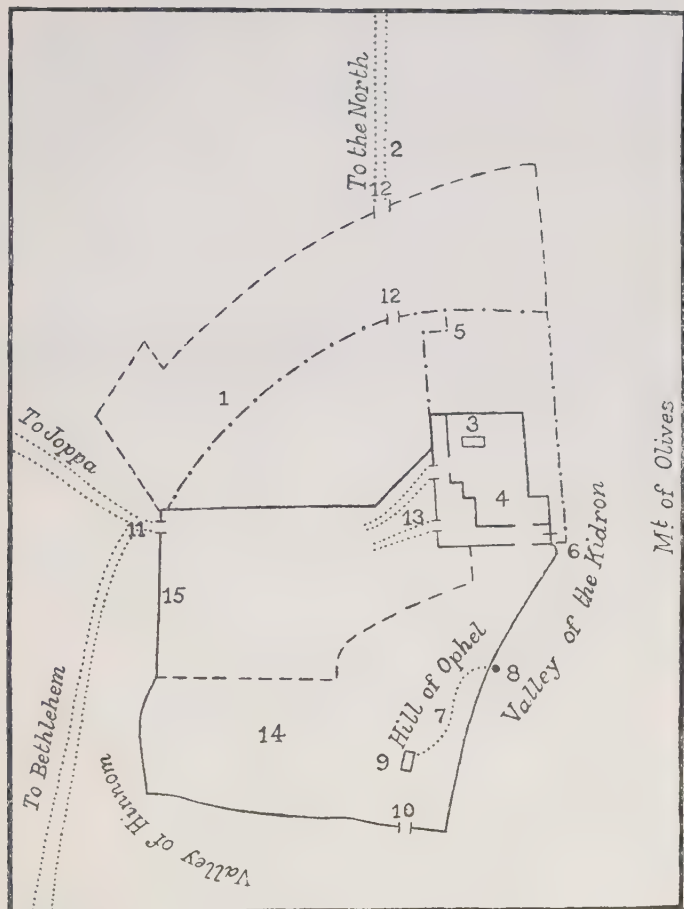 To the North
2
12
12
5
1
3
To Joppa
4
Mt of Olives
13
11
6
15
Valley of the Kidron
Hill of Ophel
8
7
14
9
To Bethlehem
10
Valley of Hinnom